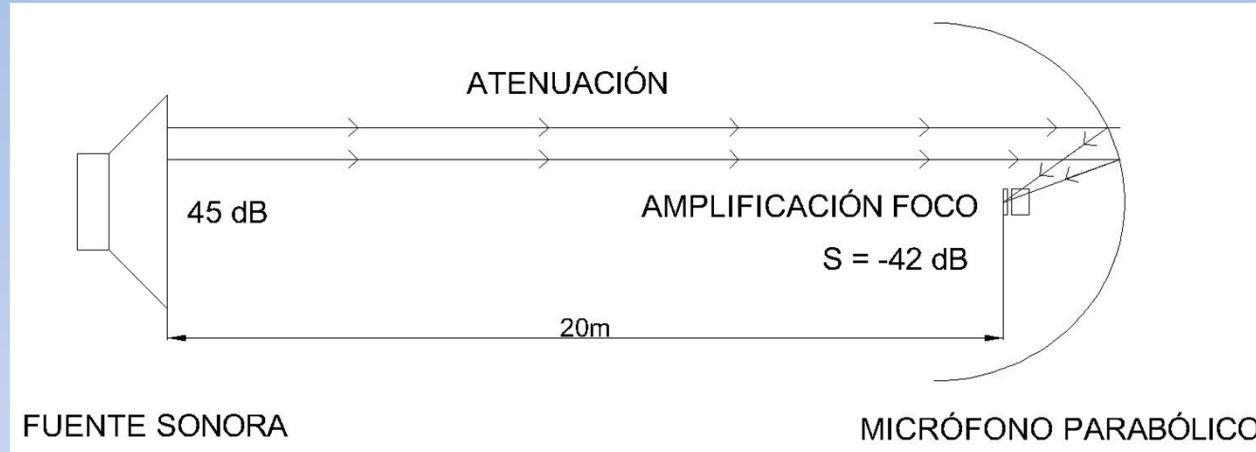 ATENUACIÓN
45 dB
AMPLIFICACIÓN FOCO
S = -42 dB
20m
FUENTE SONORA
MICRÓFONO PARABÓLICO